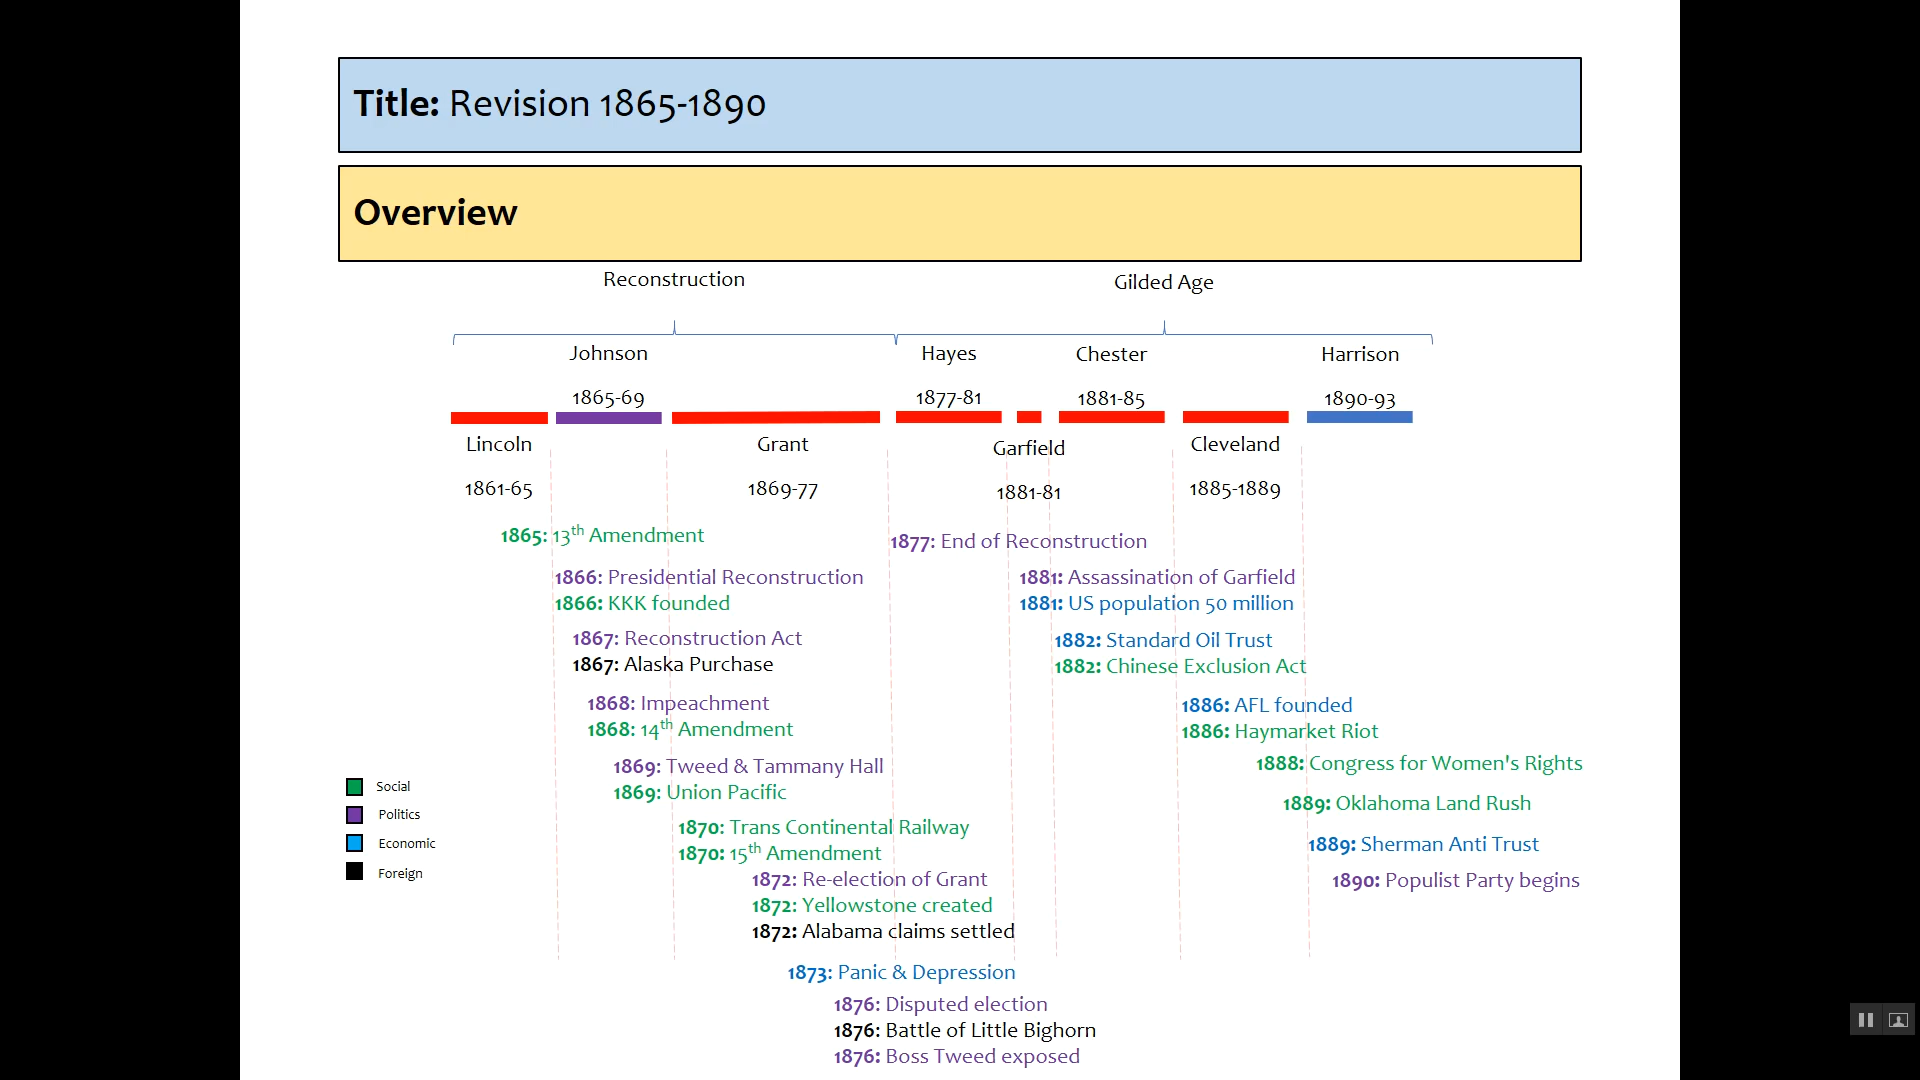 Title: Revision 1865-1890
Overview
Reconstruction
Gilded Age
Johnson
1865-69
Hayes
1877-81
Chester
1881-85
Harrison
1890-93
Lincoln
1861-65
Grant
1869-77
Garfield
1881-81
Cleveland
1885-1889
1865: 13th Amendment
1866: Presidential Reconstruction
1866: KKK founded
1867: Reconstruction Act
1867: Alaska Purchase
1868: Impeachment
1868: 14th Amendment
1869: Tweed & Tammany Hall
1869: Union Pacific
1870: Trans Continental Railway
1870: 15th Amendment
1872: Re-election of Grant
1872: Yellowstone created
1872: Alabama claims settled
1873: Panic & Depression
1876: Disputed election
1876: Battle of Little Bighorn
1876: Boss Tweed exposed
1877: End of Reconstruction
1881: Assassination of Garfield
1881: US population 50 million
1882: Standard Oil Trust
1882: Chinese Exclusion Act
1886: AFL founded
1886: Haymarket Riot
1888: Congress for Women's Rights
1889: Oklahoma Land Rush
1889: Sherman Anti Trust
1890: Populist Party begins
Social
Politics
Economic
Foreign